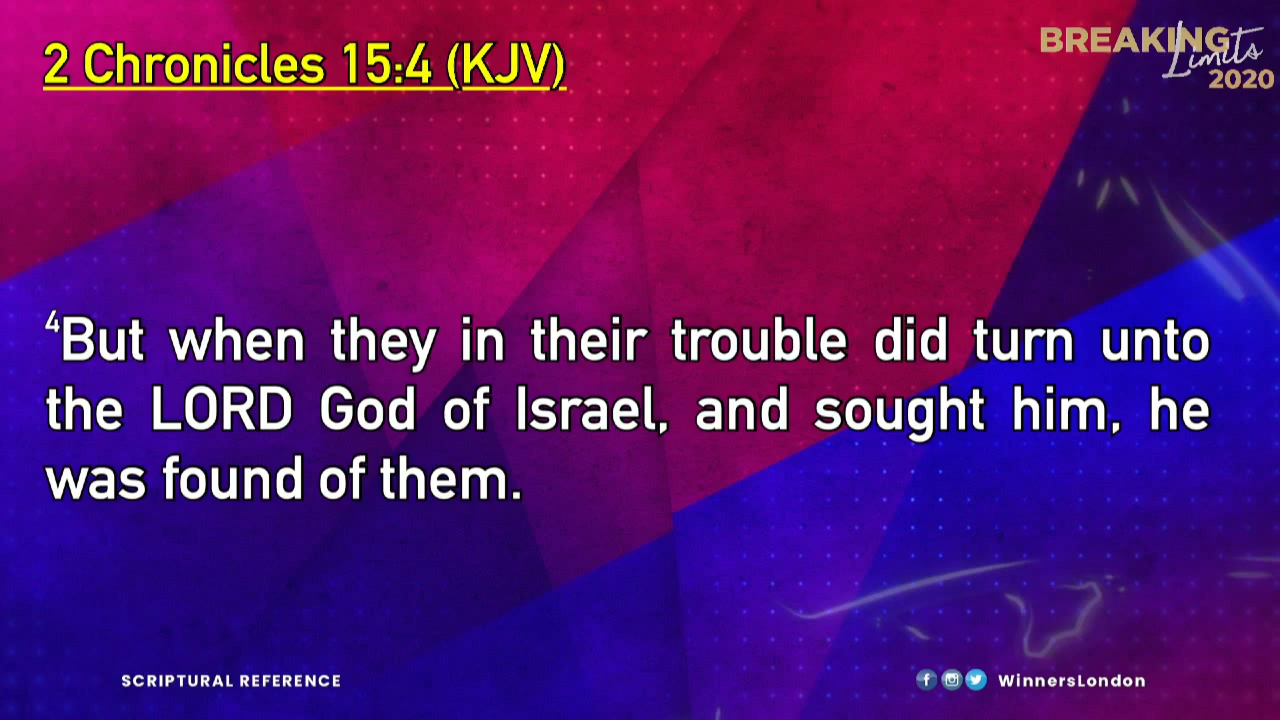 2 Chronicles 15:4 (KJV)
BREAKING
Limits
2020
⁴But when they in their trouble did turn unto
the LORD God of Israel, and sought him, he
was found of them.
SCRIPTURAL REFERENCE
WinnersLondon